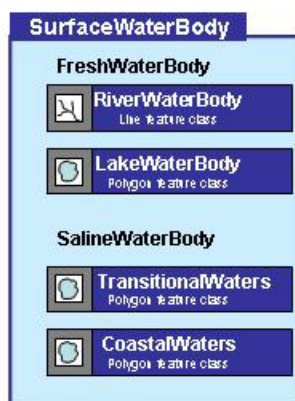 SurfaceWaterBody
FreshWaterBody
RiverWaterBody
Line feature class
LakeWaterBody
Polygon feature class
SalineWaterBody
TransitionalWaters
Polygon feature class
CoastalWaters
Polygon feature class